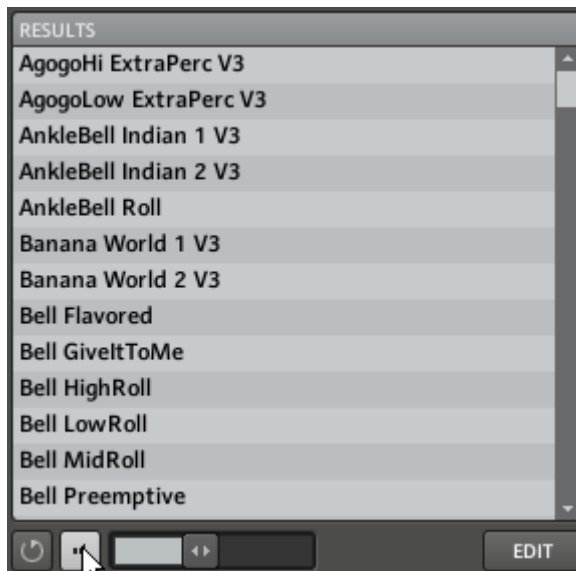 RESULTS
AgogoHi ExtraPerc V3
AgogoLow ExtraPerc V3
AnkleBell Indian 1 V3
AnkleBell Indian 2 V3
AnkleBell Roll
Banana World 1 V3
Banana World 2 V3
Bell Flavored
Bell GiveItToMe
Bell HighRoll
Bell LowRoll
Bell MidRoll
Bell Preemptive
EDIT